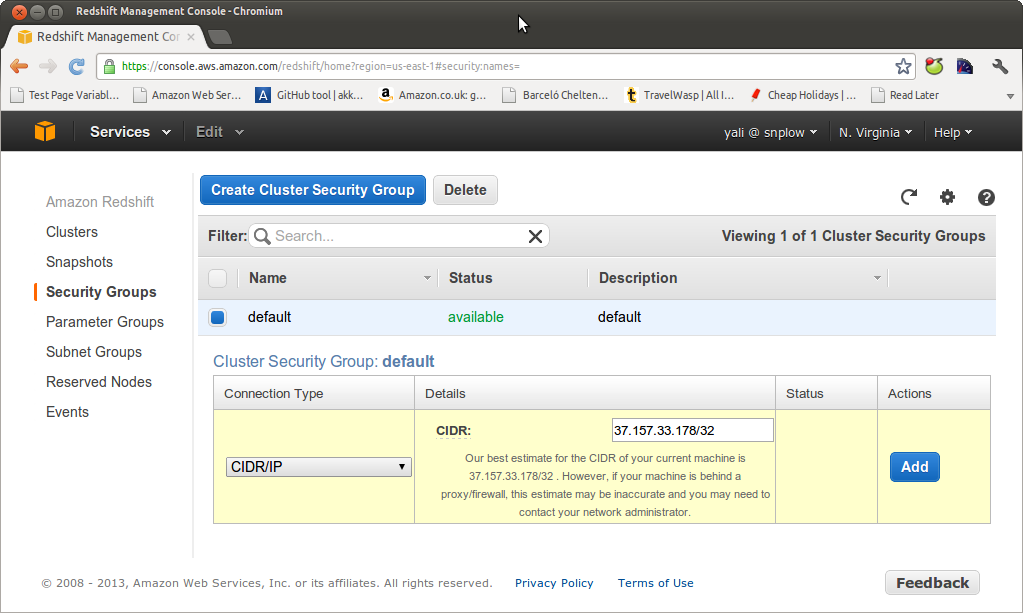 Redshift Management Console - Chromium
Redshift Management Cor
https://console.aws.amazon.com/redshift/home?region=us-east-1#security:names=
Test Page Variabl... Amazon Web Ser... GitHub tool | akk... Amazon.co.uk: g... Barceló Chelten... TravelWasp | All I... Cheap Holidays | ... Read Later
Services Edit yali @ snplow N. Virginia Help
Amazon Redshift
Clusters
Snapshots
Security Groups
Parameter Groups
Subnet Groups
Reserved Nodes
Events
Create Cluster Security Group Delete
Filter: Search... Viewing 1 of 1 Cluster Security Groups
Name Status Description
default available default
Cluster Security Group: default
Connection Type Details Status Actions
CIDR: 37.157.33.178/32
CIDR/IP
Our best estimate for the CIDR of your current machine is
37.157.33.178/32 . However, if your machine is behind a
proxy/firewall, this estimate may be inaccurate and you may need to
contact your network administrator.
Add
© 2008 - 2013, Amazon Web Services, Inc. or its affiliates. All rights reserved. Privacy Policy Terms of Use
Feedback